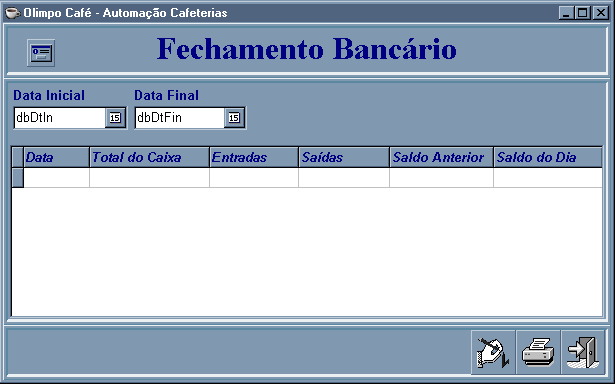 Olimpo Café - Automação Cafeterias
Fechamento Bancário
Data Inicial Data Final
dbDtIn 15 dbDtFin 15
Data Total do Caixa Entradas Saídas Saldo Anterior Saldo do Dia